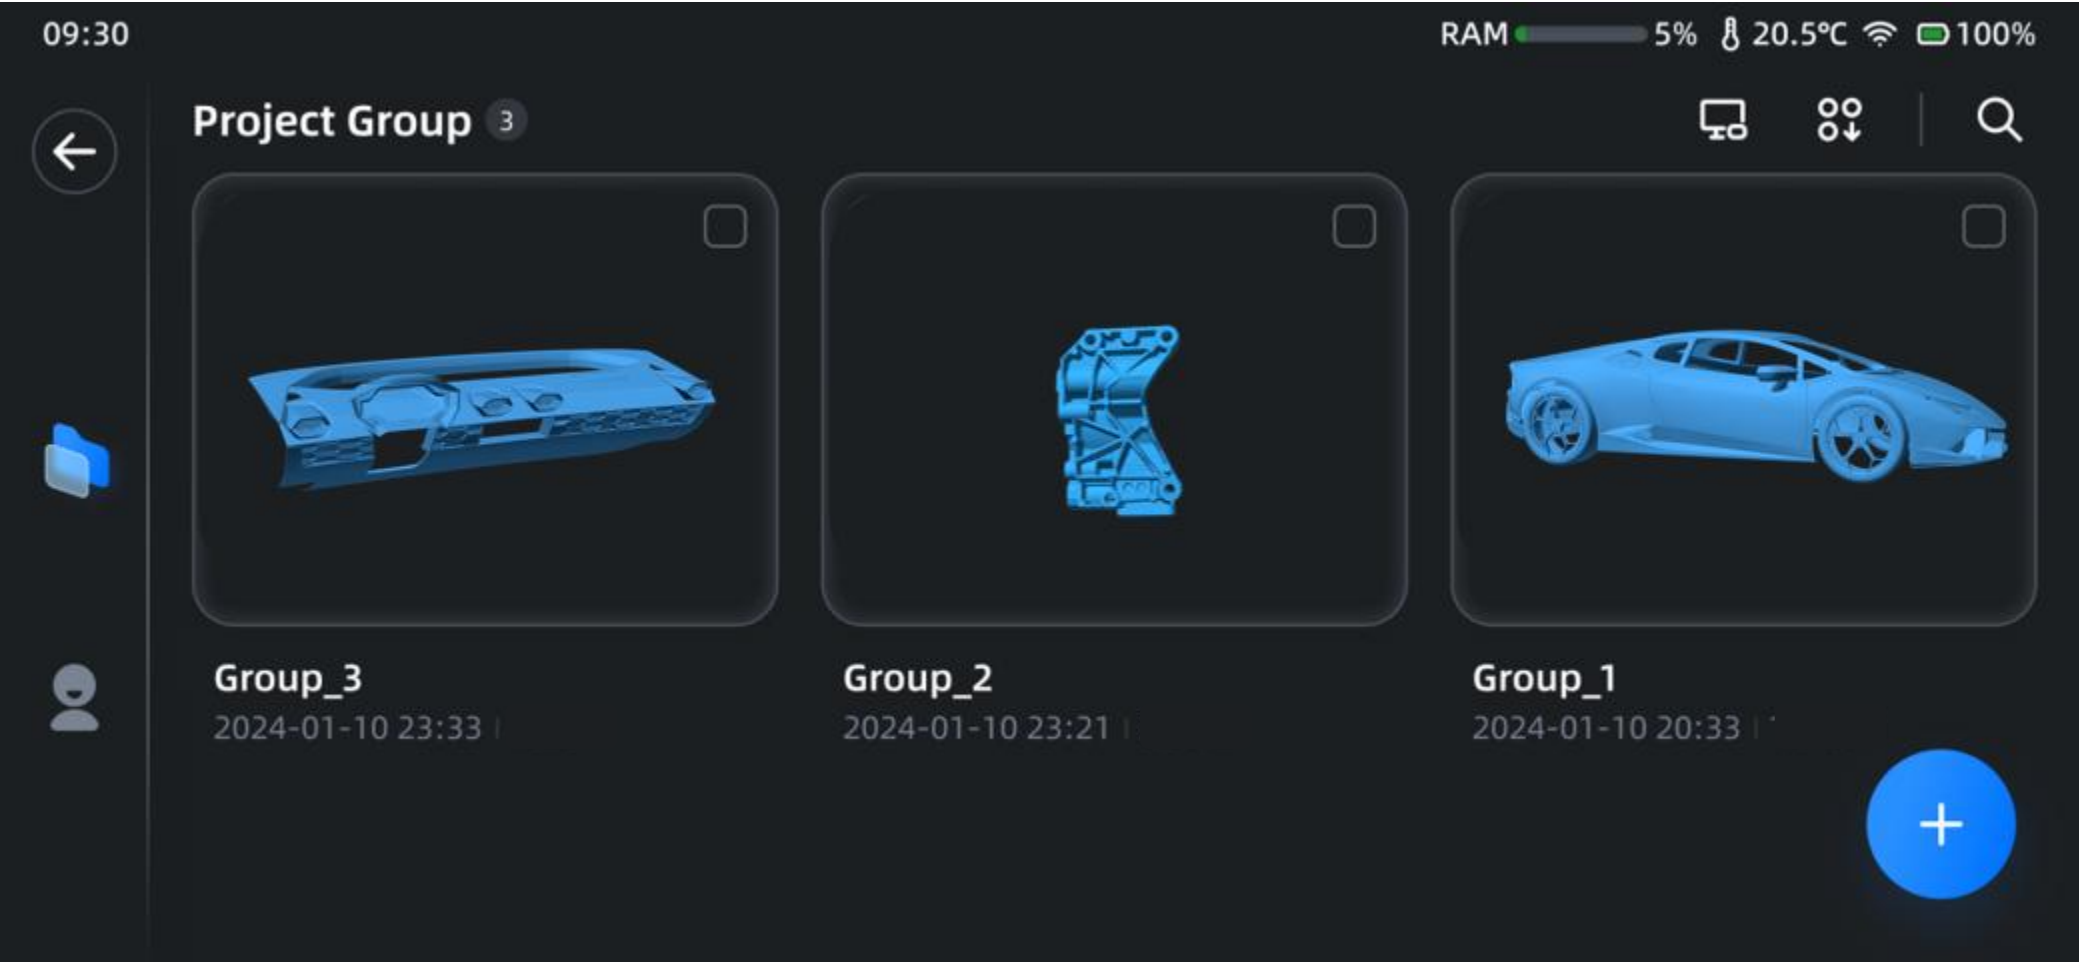 09:30
RAM 5% 20.5℃ 100%
Project Group 3
Group_3
2024-01-10 23:33
Group_2
2024-01-10 23:21
Group_1
2024-01-10 20:33